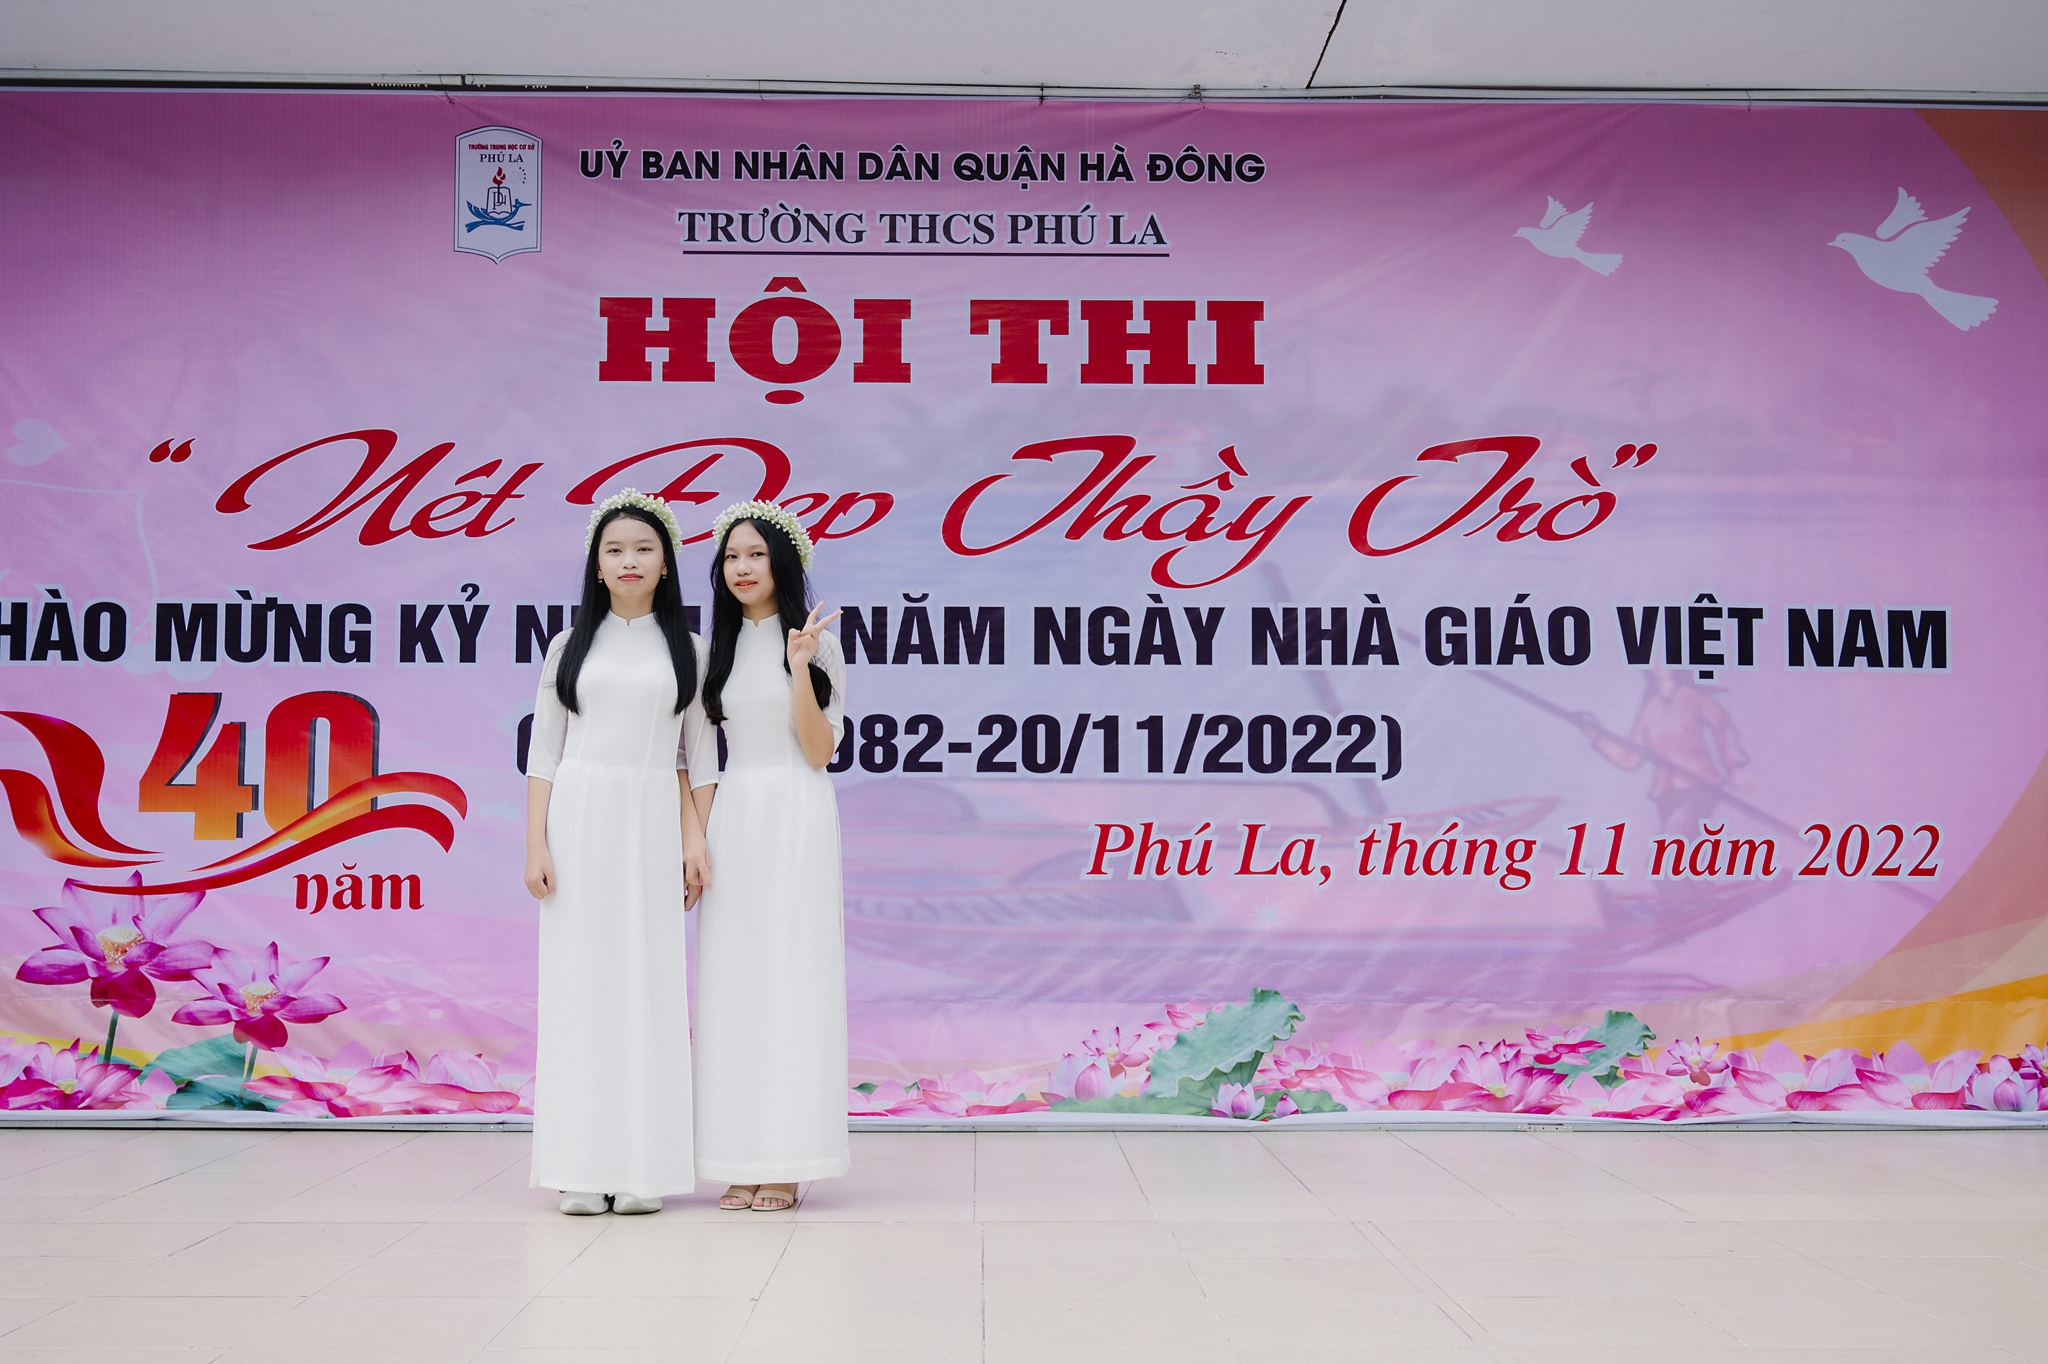 TRƯỜNG TRUNG HỌC CƠ SỞ
PHÚ LA
UỶ BAN NHÂN DÂN QUẬN HÀ ĐÔNG
TRƯỜNG THCS PHÚ LA
HỘI THI
“Nét Đẹp Thầy Trò”
HÀO MỪNG KỶ NĂM NGÀY NHÀ GIÁO VIỆT NAM
982-20/11/2022)
40
năm
Phú La, tháng 11 năm 2022